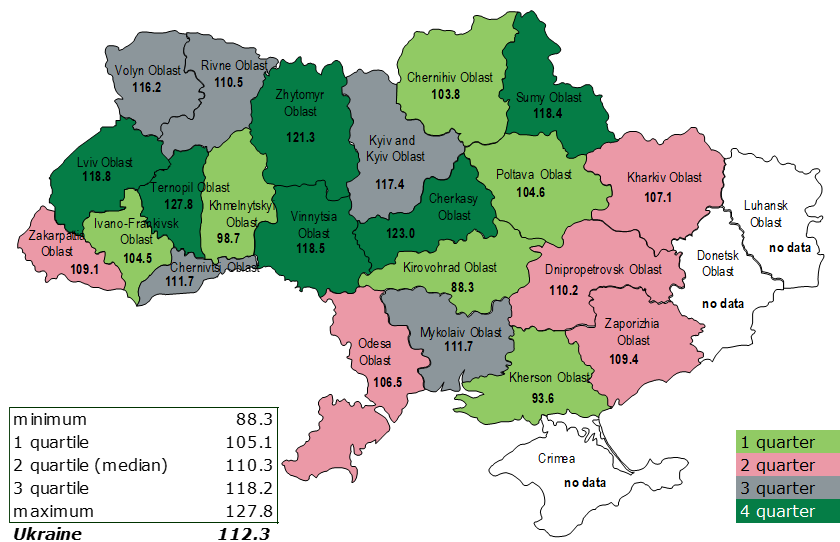 Volyn Oblast
116.2
Rivne Oblast
110.5
Zhytomyr
Oblast
121.3
Chernihiv Oblast
103.8
Sumy Oblast
118.4
Kyiv and
Kyiv Oblast
117.4
Lviv Oblast
118.8
Ternopil Oblast
127.8
Khmelnytskyi
Oblast
98.7
Vinnytsia
Oblast
118.5
Cherkasy
Oblast
123.0
Poltava Oblast
104.6
Kharkiv Oblast
107.1
Luhansk
Oblast
no data
Zakarpattia
Oblast
109.1
Ivano-Frankivsk
Oblast
104.5
Chernivtsi Oblast
111.7
Kirovohrad Oblast
88.3
Dnipropetrovsk Oblast
110.2
Donetsk
Oblast
no data
Odesa
Oblast
106.5
Mykolaiv Oblast
111.7
Zaporizhia
Oblast
109.4
Kherson Oblast
93.6
Crimea
no data
minimum 88.3
1 quartile 105.1
2 quartile (median) 110.3
3 quartile 118.2
maximum 127.8
Ukraine 112.3
1 quarter
2 quarter
3 quarter
4 quarter